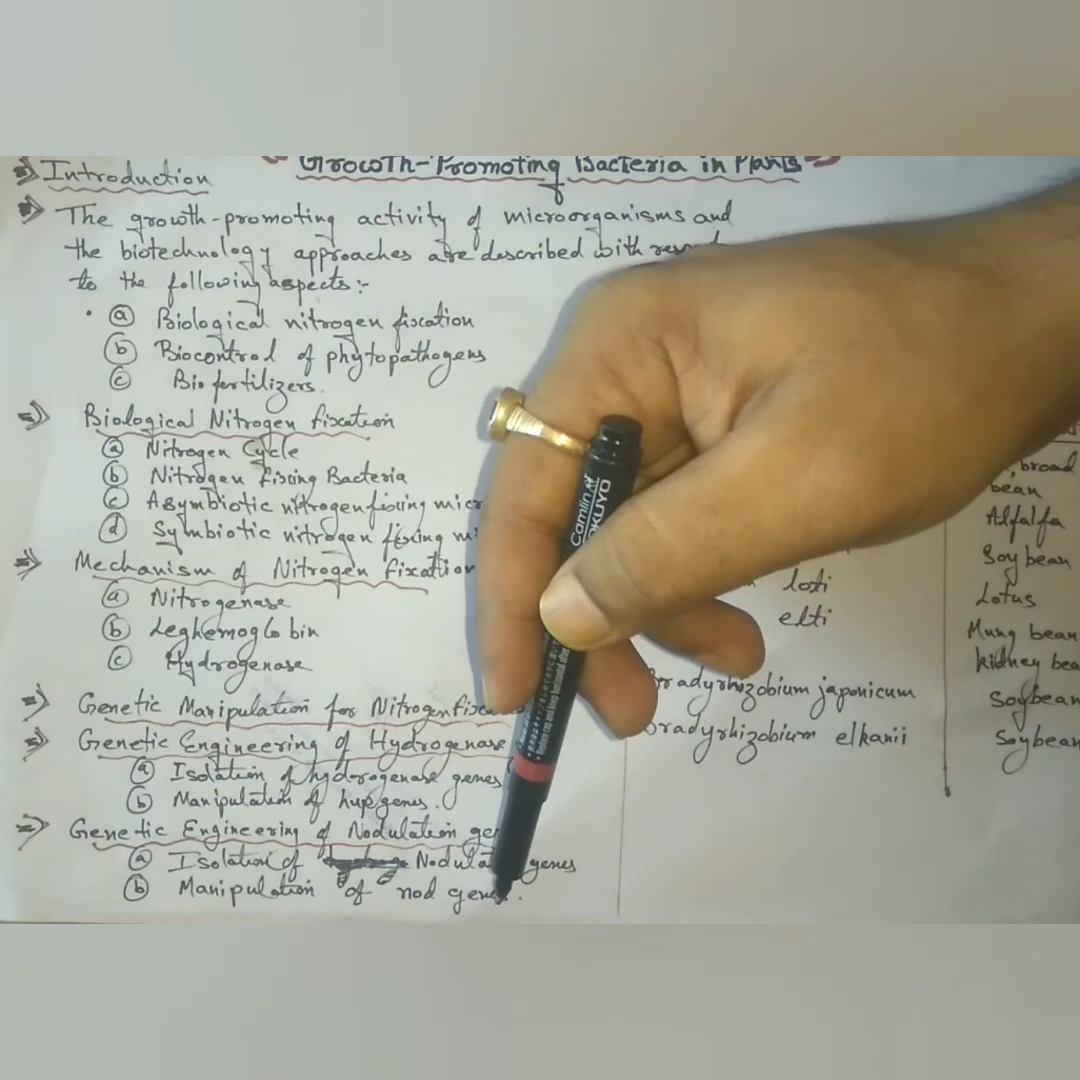 Growth-Promoting Bacteria in Plants
⇒ Introduction
⇒ The growth-promoting activity of microorganisms and
the biotechnology approaches are described with
to the following aspects:-
ⓐ Biological nitrogen fixation
ⓑ Biocontrol of phytopathogens
ⓒ Bio fertilizers.
⇒ Biological Nitrogen fixation
ⓐ Nitrogen Cycle
ⓑ Nitrogen fixing Bacteria
ⓒ Asymbiotic nitrogen fixing
ⓓ Symbiotic nitrogen fixing
⇒ Mechanism of Nitrogen fixation
ⓐ Nitrogenase
ⓑ Leghemoglobin
ⓒ Hydrogenase
⇒ Genetic Manipulation for Nitrogen
⇒ Genetic Engineering of Hydrogenase
ⓐ Isolation of hydrogenase genes
ⓑ Manipulation of hup genes.
⇒ Genetic Engineering of Nodulation
ⓐ Isolation of genes
ⓑ Manipulation of nod
loti
elti
Bradyrhizobium japonicum
Bradyrhizobium elkanii
, broad
bean
Alfalfa
Soybean
Lotus
Mung bean
kidney
Soybean
Soybean
Camlin
KOKUYO